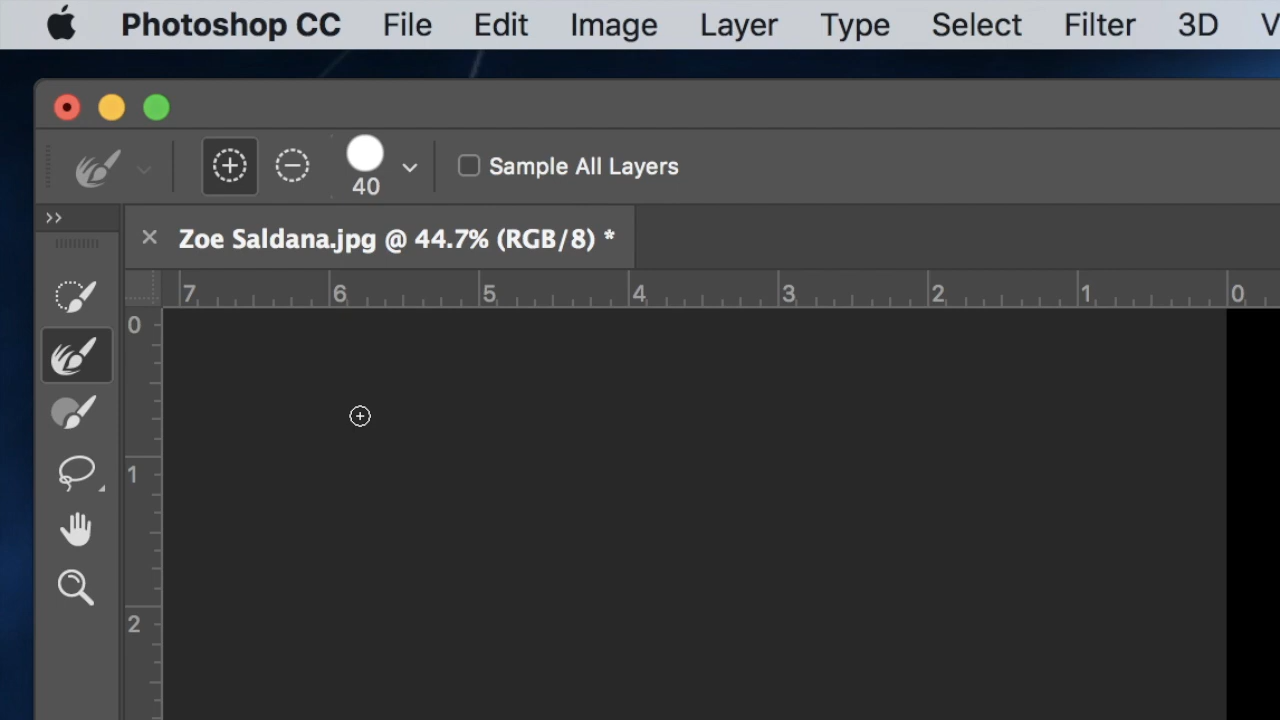 Photoshop CC File Edit Image Layer Type Select Filter 3D V
40
Sample All Layers
Zoe Saldana.jpg @ 44.7% (RGB/8) *
7 6 5 4 3 2 1 0
0
1
2